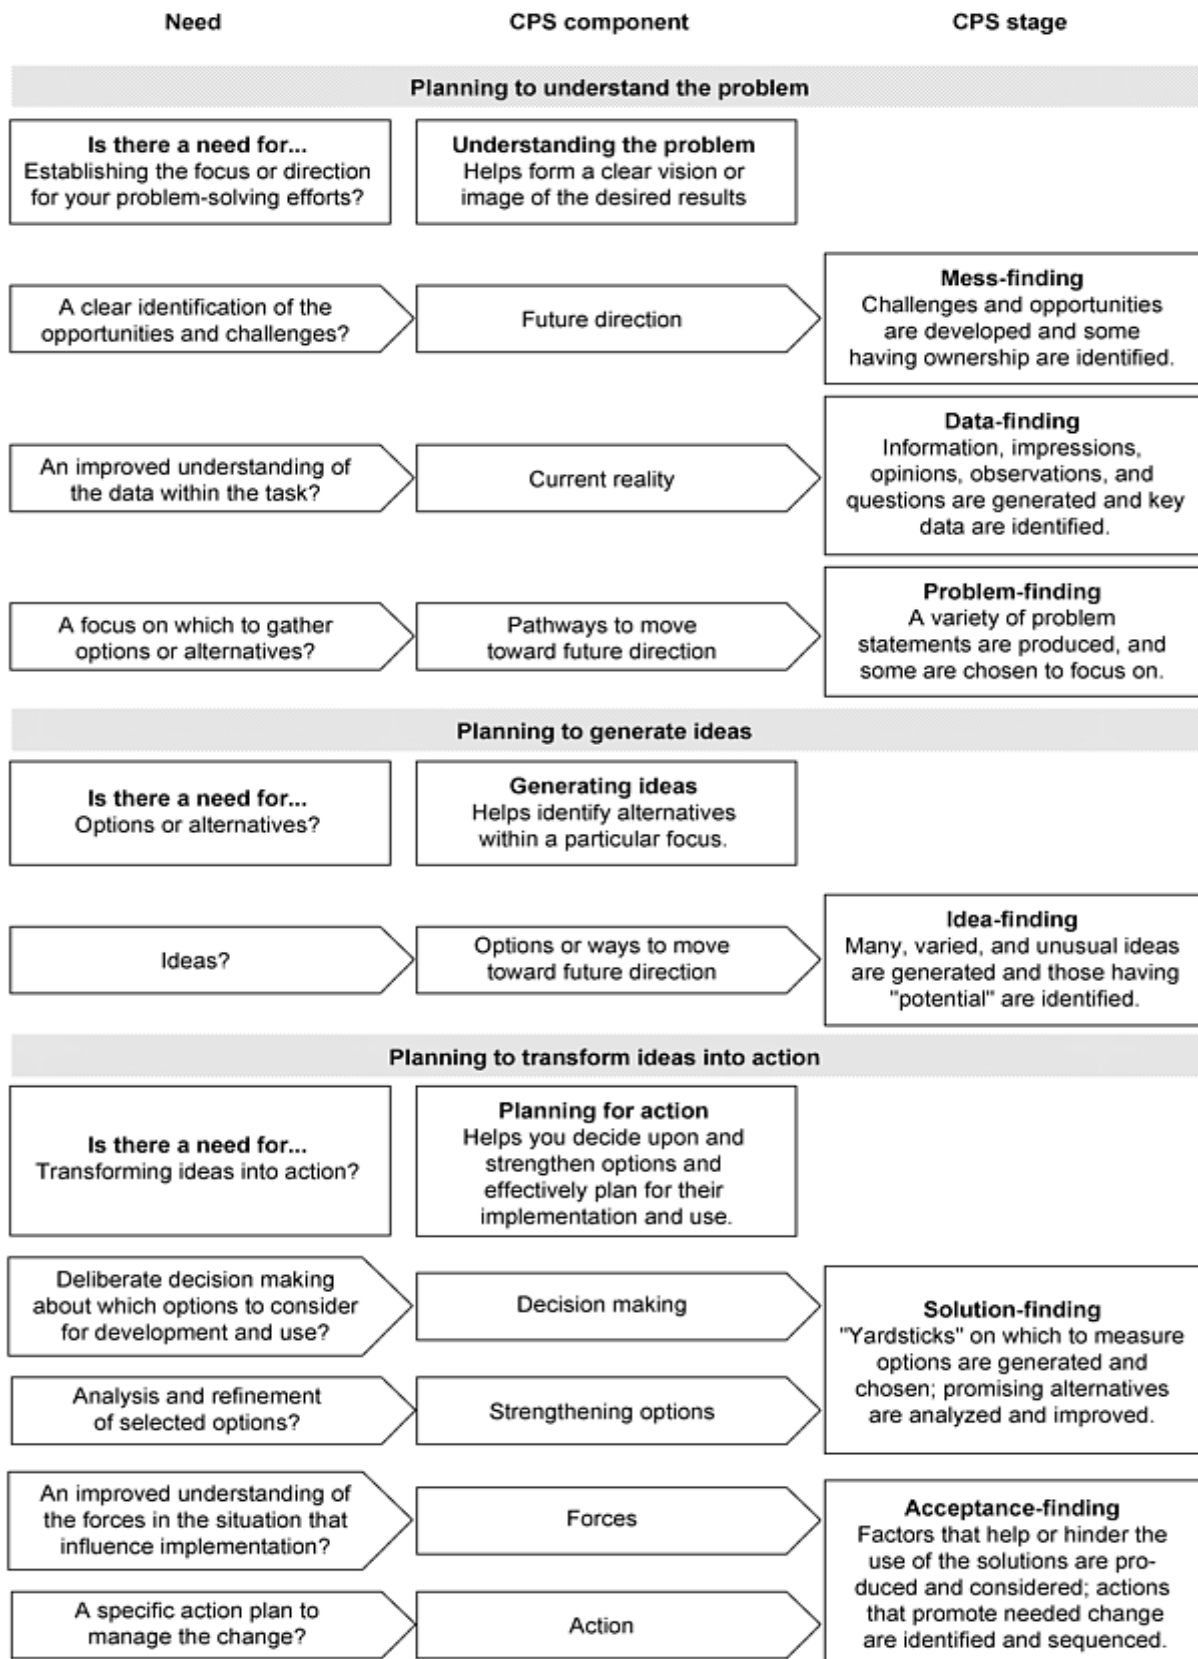 Need CPS component CPS stage
Planning to understand the problem
Is there a need for...
Establishing the focus or direction
for your problem-solving efforts?
Understanding the problem
Helps form a clear vision or
image of the desired results
A clear identification of the
opportunities and challenges?
Future direction
Mess-finding
Challenges and opportunities
are developed and some
having ownership are identified.
An improved understanding of
the data within the task?
Current reality
Data-finding
Information, impressions,
opinions, observations, and
questions are generated and key
data are identified.
A focus on which to gather
options or alternatives?
Pathways to move
toward future direction
Problem-finding
A variety of problem
statements are produced, and
some are chosen to focus on.
Planning to generate ideas
Is there a need for...
Options or alternatives?
Generating ideas
Helps identify alternatives
within a particular focus.
Ideas?
Options or ways to move
toward future direction
Idea-finding
Many, varied, and unusual ideas
are generated and those having
"potential" are identified.
Planning to transform ideas into action
Is there a need for...
Transforming ideas into action?
Planning for action
Helps you decide upon and
strengthen options and
effectively plan for their
implementation and use.
Deliberate decision making
about which options to consider
for development and use?
Decision making
Solution-finding
"Yardsticks" on which to measure
options are generated and
chosen; promising alternatives
are analyzed and improved.
Analysis and refinement
of selected options?
Strengthening options
An improved understanding of
the forces in the situation that
influence implementation?
Forces
Acceptance-finding
Factors that help or hinder the
use of the solutions are pro-
duced and considered; actions
that promote needed change
are identified and sequenced.
A specific action plan to
manage the change?
Action